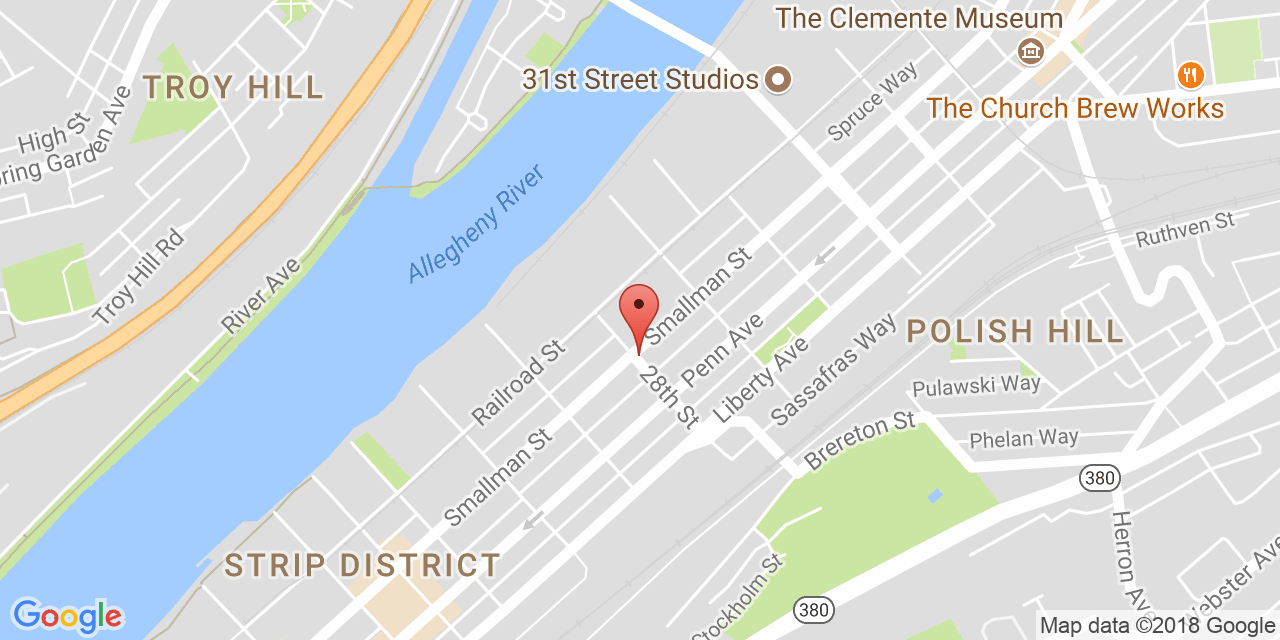 The Clemente Museum
31st Street Studios
TROY HILL
The Church Brew Works
Spruce Way
High St
ring Garden Ave
Allegheny River
Ruthven St
Troy Hill Rd
River Ave
Smallman St
POLISH HILL
Penn Ave
Liberty Ave
Sassafras Way
Railroad St
28th St
Pulawski Way
Brereton St
Phelan Way
Smallman St
380
STRIP DISTRICT
Herron Ave
Webster Ave
Stockholm St
380
Google
Map data ©2018 Google